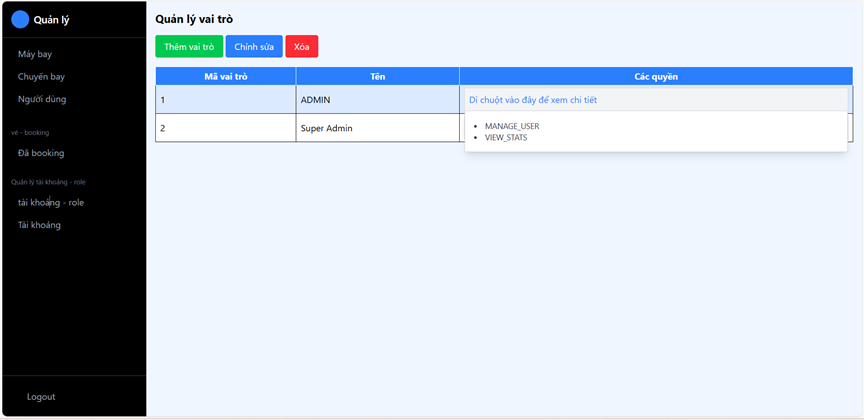 Quản lý
Máy bay
Chuyến bay
Người dùng
vé - booking
Đã booking
Quản lý tài khoảng - role
tài khoảng - role
Tài khoảng
Logout
Quản lý vai trò
Thêm vai trò Chỉnh sửa Xóa
Mã vai trò Tên Các quyền
1 ADMIN Di chuột vào đây để xem chi tiết
MANAGE_USER
VIEW_STATS
2 Super Admin